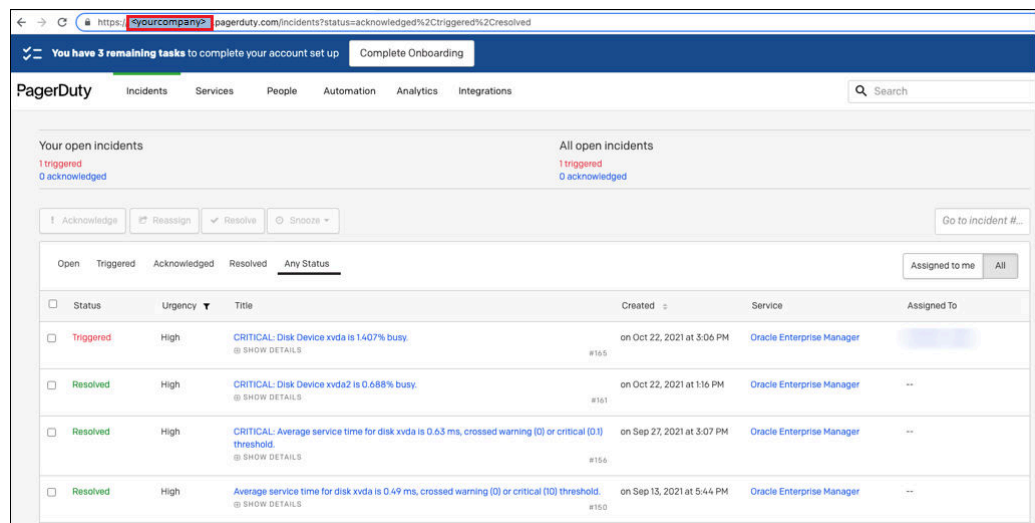 https://<yourcompany>.pagerduty.com/incidents?status=acknowledged%2Ctriggered%2Cresolved
You have 3 remaining tasks to complete your account set up Complete Onboarding
PagerDuty Incidents Services People Automation Analytics Integrations Search
Your open incidents All open incidents
1 triggered 1 triggered
0 acknowledged 0 acknowledged
! Acknowledge Reassign Resolve Snooze Go to incident #...
Open Triggered Acknowledged Resolved Any Status Assigned to me All
Status Urgency Title Created Service Assigned To
Triggered High CRITICAL: Disk Device xvda is 1.407% busy. on Oct 22, 2021 at 3:06 PM Oracle Enterprise Manager
SHOW DETAILS #165
Resolved High CRITICAL: Disk Device xvda2 is 0.688% busy. on Oct 22, 2021 at 1:16 PM Oracle Enterprise Manager --
SHOW DETAILS #161
Resolved High CRITICAL: Average service time for disk xvda is 0.63 ms, crossed warning (0) or critical (0.1) on Sep 27, 2021 at 3:07 PM Oracle Enterprise Manager --
threshold.
SHOW DETAILS #156
Resolved High Average service time for disk xvda is 0.49 ms, crossed warning (0) or critical (10) threshold. on Sep 13, 2021 at 5:44 PM Oracle Enterprise Manager --
SHOW DETAILS #150